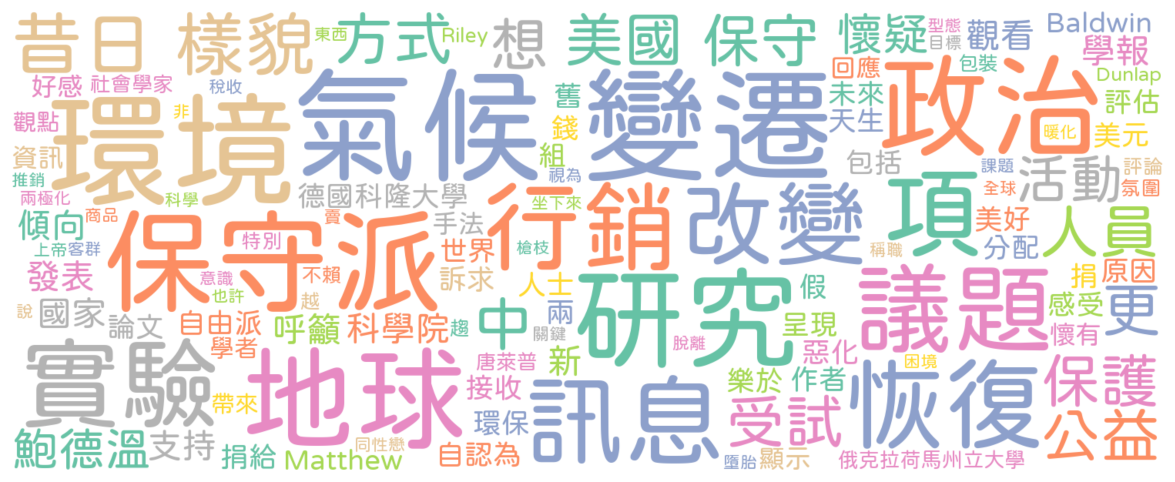 昔日 樣貌 東西 方式 Riley 想 美國 保守 懷疑 型態 目標 觀看 Baldwin
好感 社會學家 稅收 氣候 變遷 舊 回應 包裝 學報 Dunlap
環境 非 未來 政治 暖化 評估
觀點 錢 天生 美元
資訊 組 包括 課題 活動 評論
推銷 科學 德國科隆大學 視為 全球 氛圍
兩極化 行銷 坐下來 改變 項
傾向 商品 保守派 賣 手法 美好 人員
上帝 客群 特別 世界 槍枝 稱職 分配
發表 意識 不賴 訴求 人士 研究 假 議題 捐 原因
說 國家 也許 越 兩 感受 更
論文 自由派 呼籲 科學院 趨 中 關鍵 呈現 懷有
實驗 學者 地球 唐萊普 新 脫離 惡化 困境
帶來 接收 訊息 樂於 作者 恢復 保護
鮑德溫 支持 環保 受試 公益
捐給 Matthew 同性戀 自認為 墮胎 顯示 俄克拉荷馬州立大學